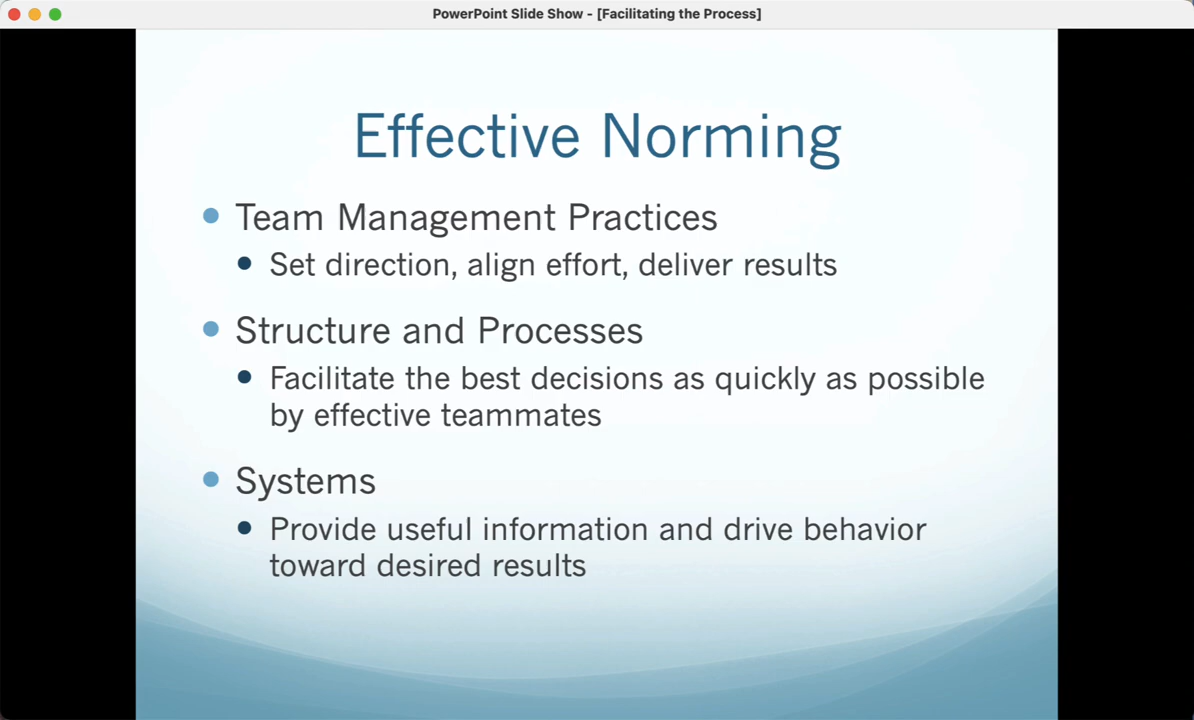 PowerPoint Slide Show - [Facilitating the Process]
Effective Norming
Team Management Practices
Set direction, align effort, deliver results
Structure and Processes
Facilitate the best decisions as quickly as possible
by effective teammates
Systems
Provide useful information and drive behavior
toward desired results